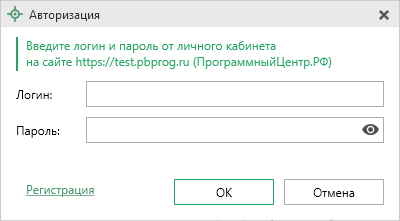 Авторизация
Введите логин и пароль от личного кабинета
на сайте https://test.pbprog.ru (ПрограммныйЦентр.РФ)
Логин:
Пароль:
Регистрация
ОК
Отмена